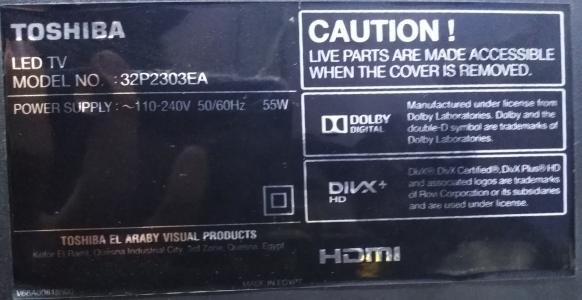 TOSHIBA
LED TV
MODEL NO. :32P2303EA
POWER SUPPLY : ~110-240V 50/60Hz 55W
TOSHIBA EL ARABY VISUAL PRODUCTS
Kafor El Raml, Quesna Industrial City, 3rd Zone, Quesna, Egypt
MADE IN EGYPT
CAUTION !
LIVE PARTS ARE MADE ACCESSIBLE
WHEN THE COVER IS REMOVED.
DOLBY
DIGITAL
Manufactured under license from
Dolby Laboratories. Dolby and the
double-D symbol are trademarks of
Dolby Laboratories.
DIVX+
HD
DivX®, DivX Certified®, DivX Plus® HD
and associated logos are trademarks
of Rovi Corporation or its subsidiaries
and are used under license.
HDMI